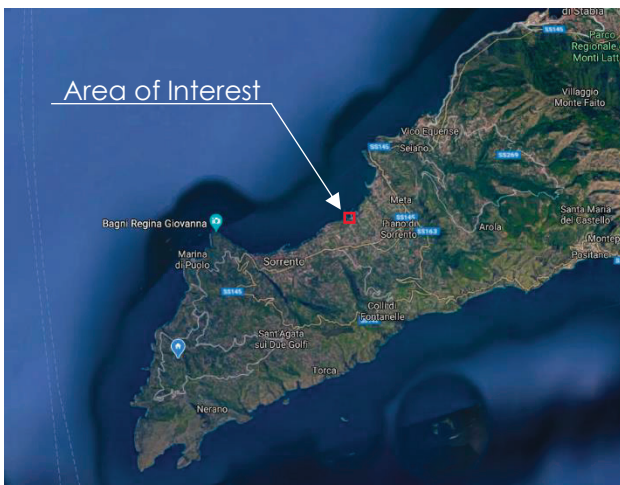 di Stabia
SS145
Parco
Regionale
Monti Latt
Area of Interest
Villaggio
Monte Faito
Vico Equense
SS145
Seiano
SS269
Meta
Santa Maria
del Castello
Bagni Regina Giovanna
SS145
Piano di
Sorrento
SS163
Arola
Montep
Positano
Marina
di Puolo
Sorrento
SS145
Colli di
Fontanelle
Sant'Agata
sul Due Golfi
Torca
Nerano